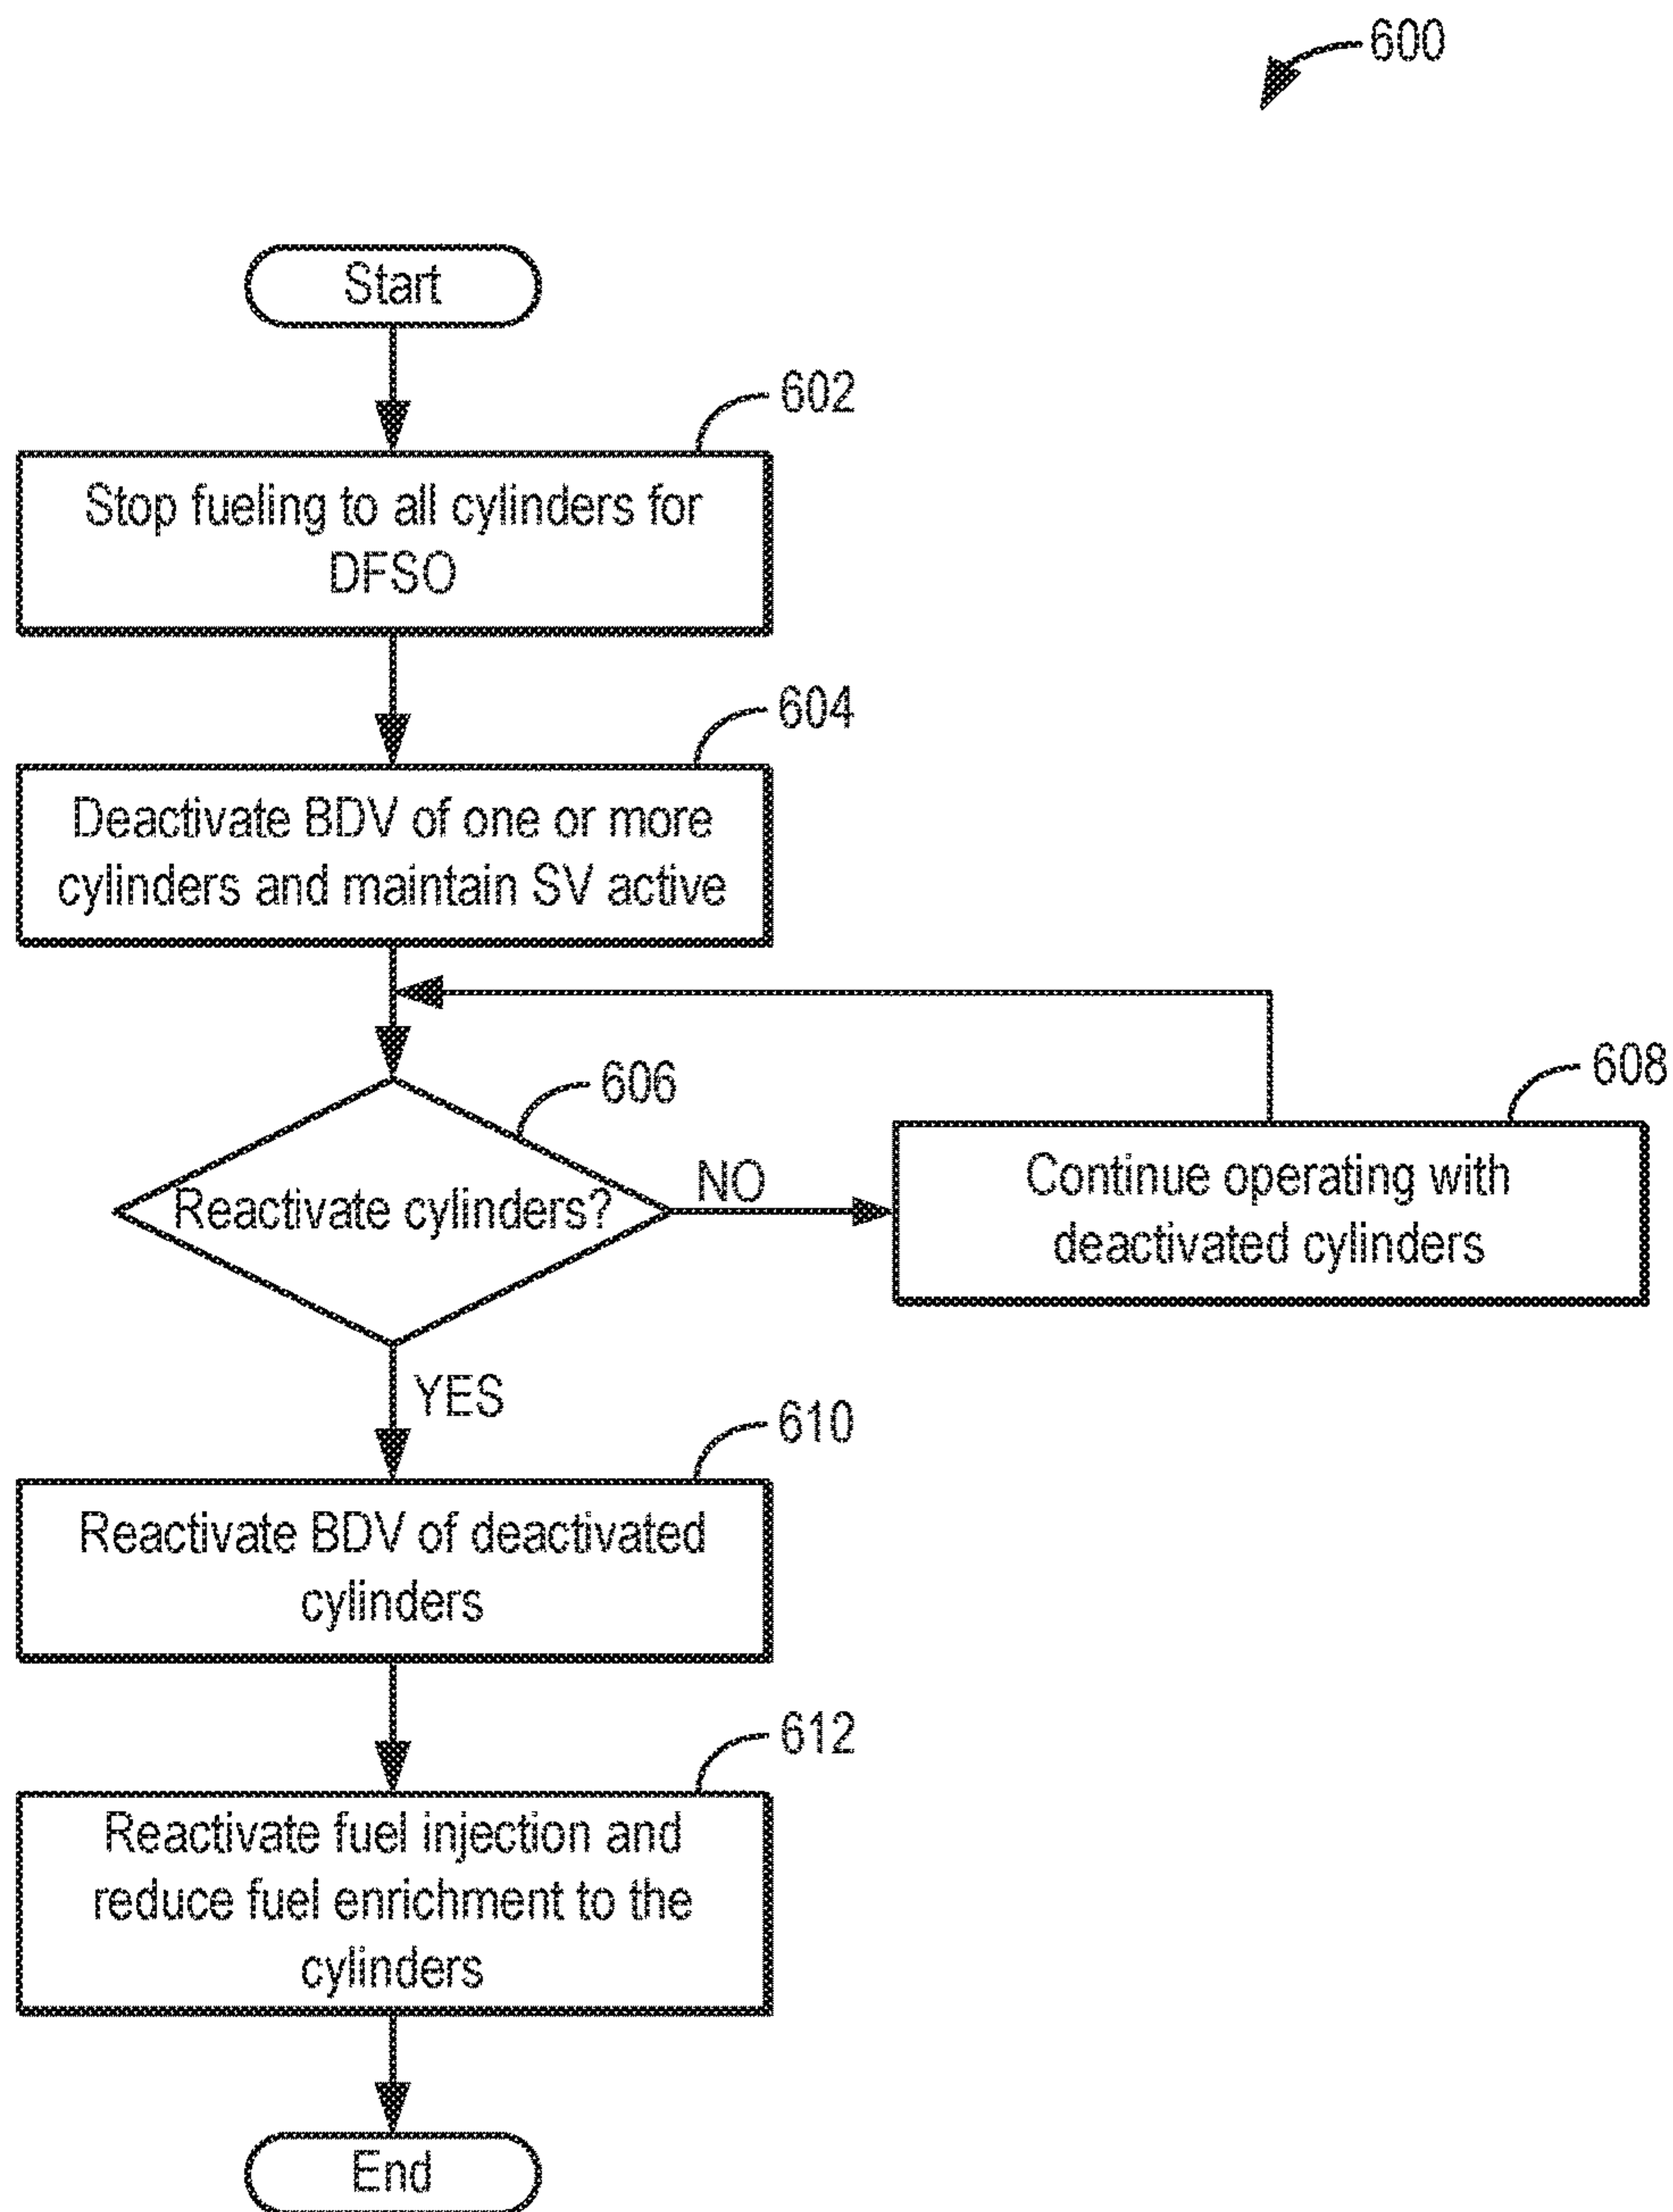 600
Start
602
Stop fueling to all cylinders for
DFSO
604
Deactivate BDV of one or more
cylinders and maintain SV active
606
608
Reactivate cylinders?
NO
Continue operating with
deactivated cylinders
YES
610
Reactivate BDV of deactivated
cylinders
612
Reactivate fuel injection and
reduce fuel enrichment to the
cylinders
End